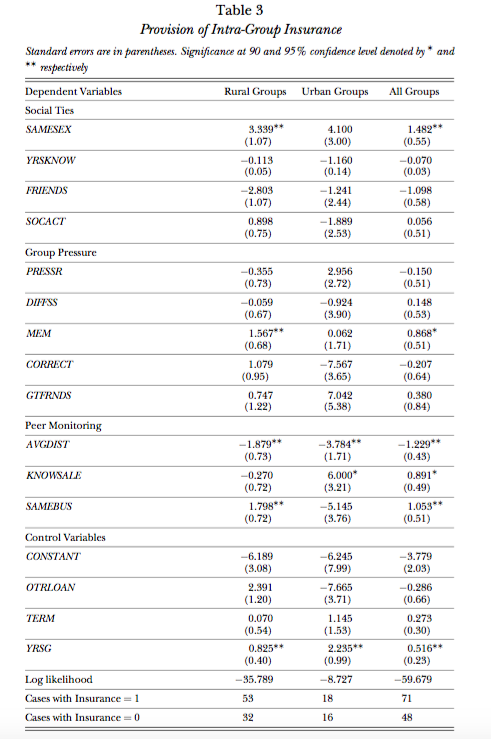 Table 3
Provision of Intra-Group Insurance
Standard errors are in parentheses. Significance at 90 and 95% confidence level denoted by * and
** respectively
Dependent Variables Rural Groups Urban Groups All Groups
Social Ties
SAMESEX 3.339** 4.100 1.482**
(1.07) (3.00) (0.55)
YRSKNOW −0.113 −1.160 −0.070
(0.05) (0.14) (0.03)
FRIENDS −2.803 −1.241 −1.098
(1.07) (2.44) (0.58)
SOCACT 0.898 −1.889 0.056
(0.75) (2.53) (0.51)
Group Pressure
PRESSR −0.355 2.956 −0.150
(0.73) (2.72) (0.51)
DIFFSS −0.059 −0.924 0.148
(0.67) (3.90) (0.53)
MEM 1.567** 0.062 0.868*
(0.68) (1.71) (0.51)
CORRECT 1.079 −7.567 −0.207
(0.95) (3.65) (0.64)
GTFRNDS 0.747 7.042 0.380
(1.22) (5.38) (0.84)
Peer Monitoring
AVGDIST −1.879** −3.784** −1.229**
(0.73) (1.71) (0.43)
KNOWSALE −0.270 6.000* 0.891*
(0.72) (3.21) (0.49)
SAMEBUS 1.798** −5.145 1.053**
(0.72) (3.76) (0.51)
Control Variables
CONSTANT −6.189 −6.245 −3.779
(3.08) (7.99) (2.03)
OTRLOAN 2.391 −7.665 −0.286
(1.20) (3.71) (0.66)
TERM 0.070 1.145 0.273
(0.54) (1.53) (0.30)
YRSG 0.825** 2.235** 0.516**
(0.40) (0.99) (0.23)
Log likelihood −35.789 −8.727 −59.679
Cases with Insurance = 1 53 18 71
Cases with Insurance = 0 32 16 48